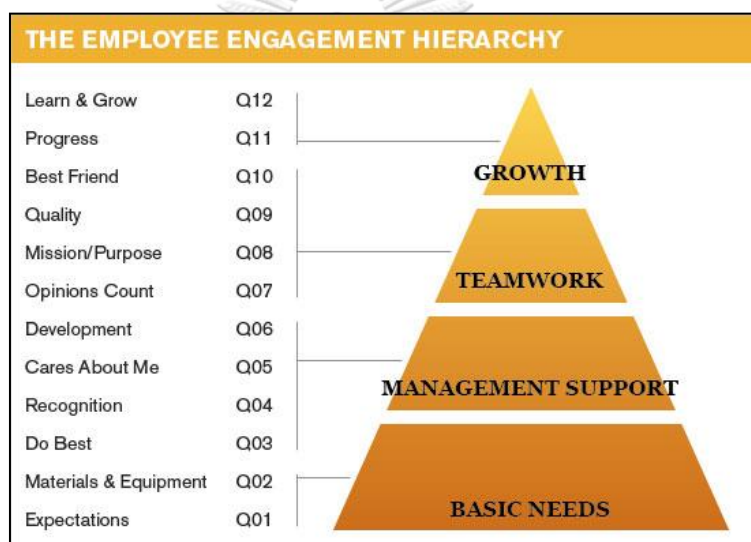 THE EMPLOYEE ENGAGEMENT HIERARCHY
Learn & Grow Q12
Progress Q11
Best Friend Q10
Quality Q09
Mission/Purpose Q08
Opinions Count Q07
Development Q06
Cares About Me Q05
Recognition Q04
Do Best Q03
Materials & Equipment Q02
Expectations Q01
GROWTH
TEAMWORK
MANAGEMENT SUPPORT
BASIC NEEDS